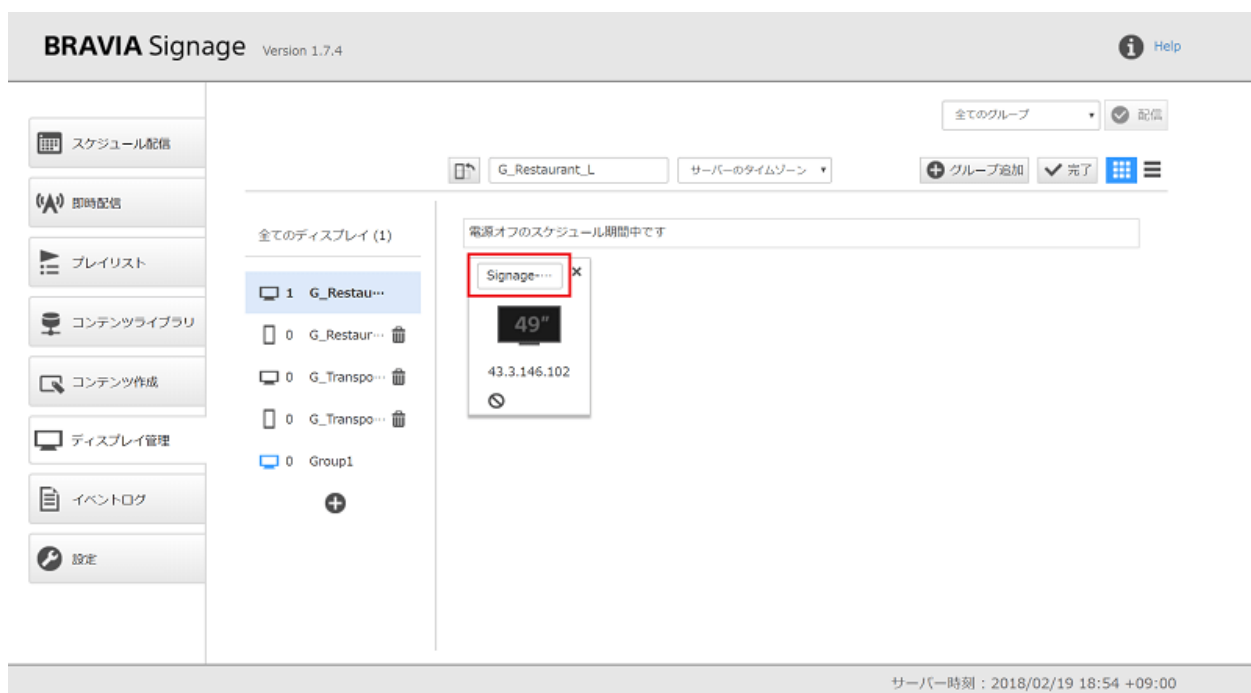 BRAVIA Signage Version 1.7.4
Help
全てのグループ
配信
G_Restaurant_L
サーバーのタイムゾーン
グループ追加
完了
スケジュール配信
即時配信
プレイリスト
コンテンツライブラリ
コンテンツ作成
ディスプレイ管理
イベントログ
設定
全てのディスプレイ (1)
1 G_Restau…
0 G_Restaur…
0 G_Transpo…
0 G_Transpo…
0 Group1
電源オフのスケジュール期間中です
Signage-…
49"
43.3.146.102
サーバー時刻 : 2018/02/19 18:54 +09:00